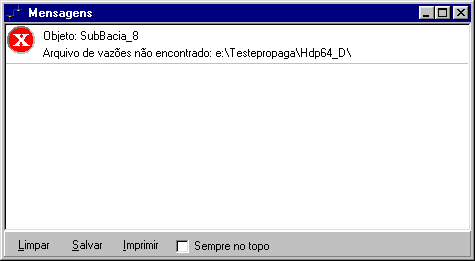 Mensagens
Objeto: SubBacia_8
Arquivo de vazões não encontrado: e:\Testepropaga\Hdp64_D\
Limpar Salvar Imprimir Sempre no topo